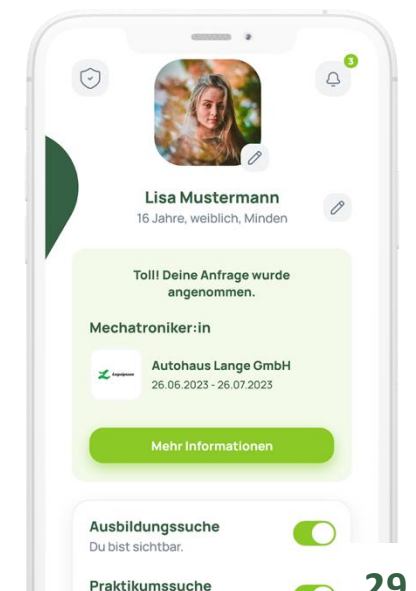 3
Lisa Mustermann
16 Jahre, weiblich, Minden
Toll! Deine Anfrage wurde
angenommen.
Mechatroniker:in
Autohaus Lange GmbH
26.06.2023 - 26.07.2023
Mehr Informationen
Ausbildungssuche
Du bist sichtbar.
Praktikumssuche
29